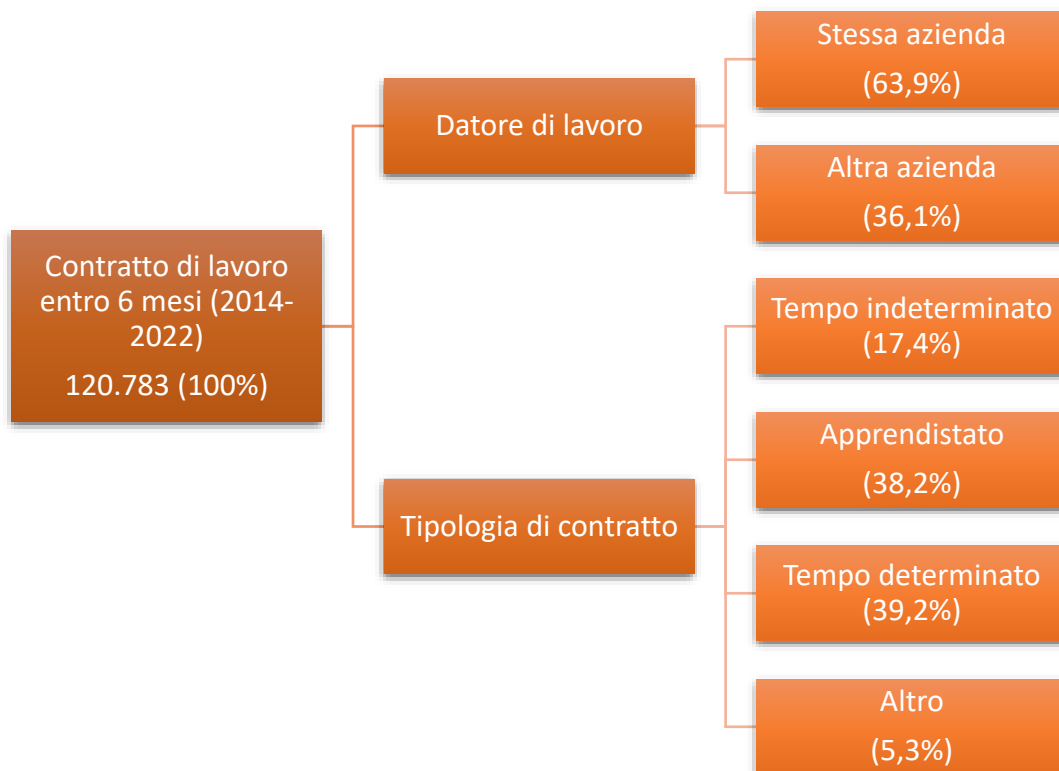 Contratto di lavoro
entro 6 mesi (2014-
2022)
120.783 (100%)
Datore di lavoro
Stessa azienda
(63,9%)
Altra azienda
(36,1%)
Tipologia di contratto
Tempo indeterminato
(17,4%)
Apprendistato
(38,2%)
Tempo determinato
(39,2%)
Altro
(5,3%)